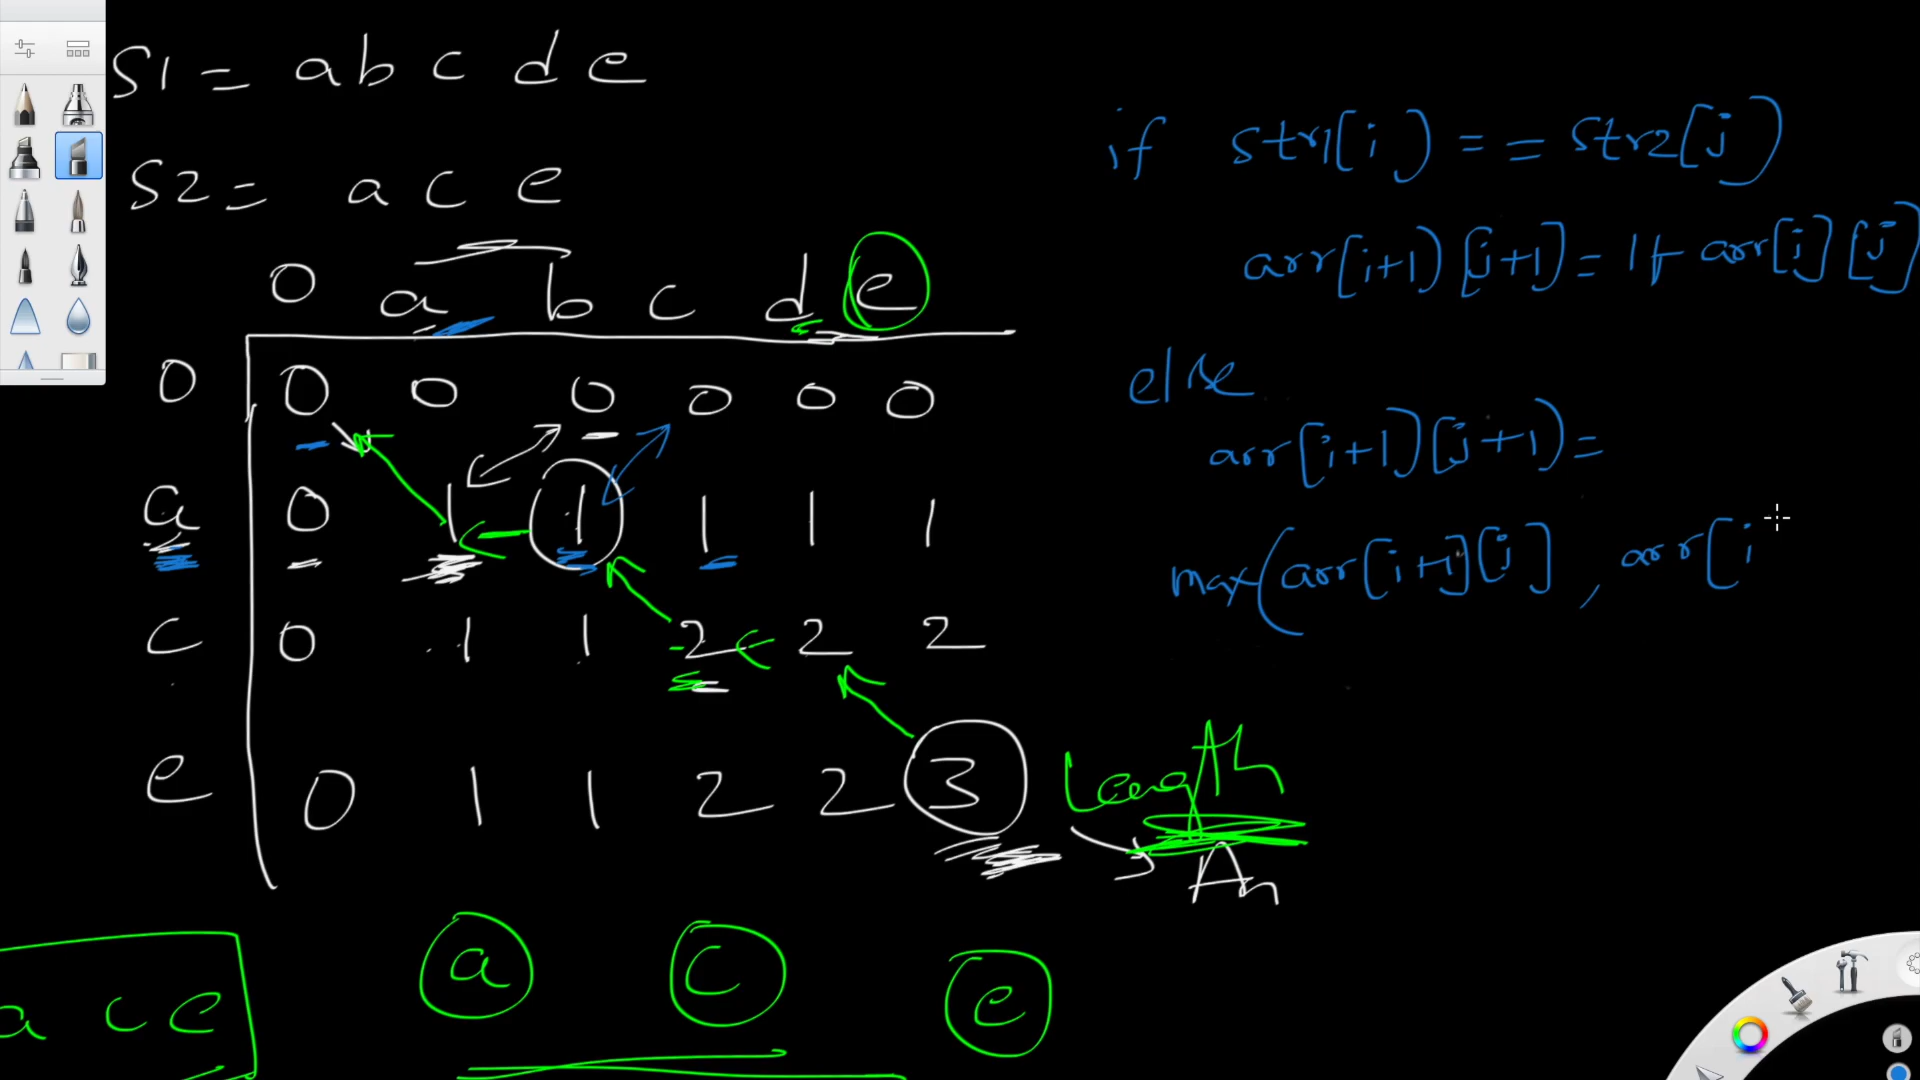 S1 = a b c d e
S2 = a c e
0 a b c d e
0 0 0 0 0 0 0
a 0 1 1 1 1 1
c 0 1 1 2 2 2
e 0 1 1 2 2 3
Length
a c e
a c e
if str1[i] == str2[j]
arr[i+1][j+1] = 1+ arr[i][j]
else
arr[i+1][j+1] =
max(arr[i+1][j], arr[i